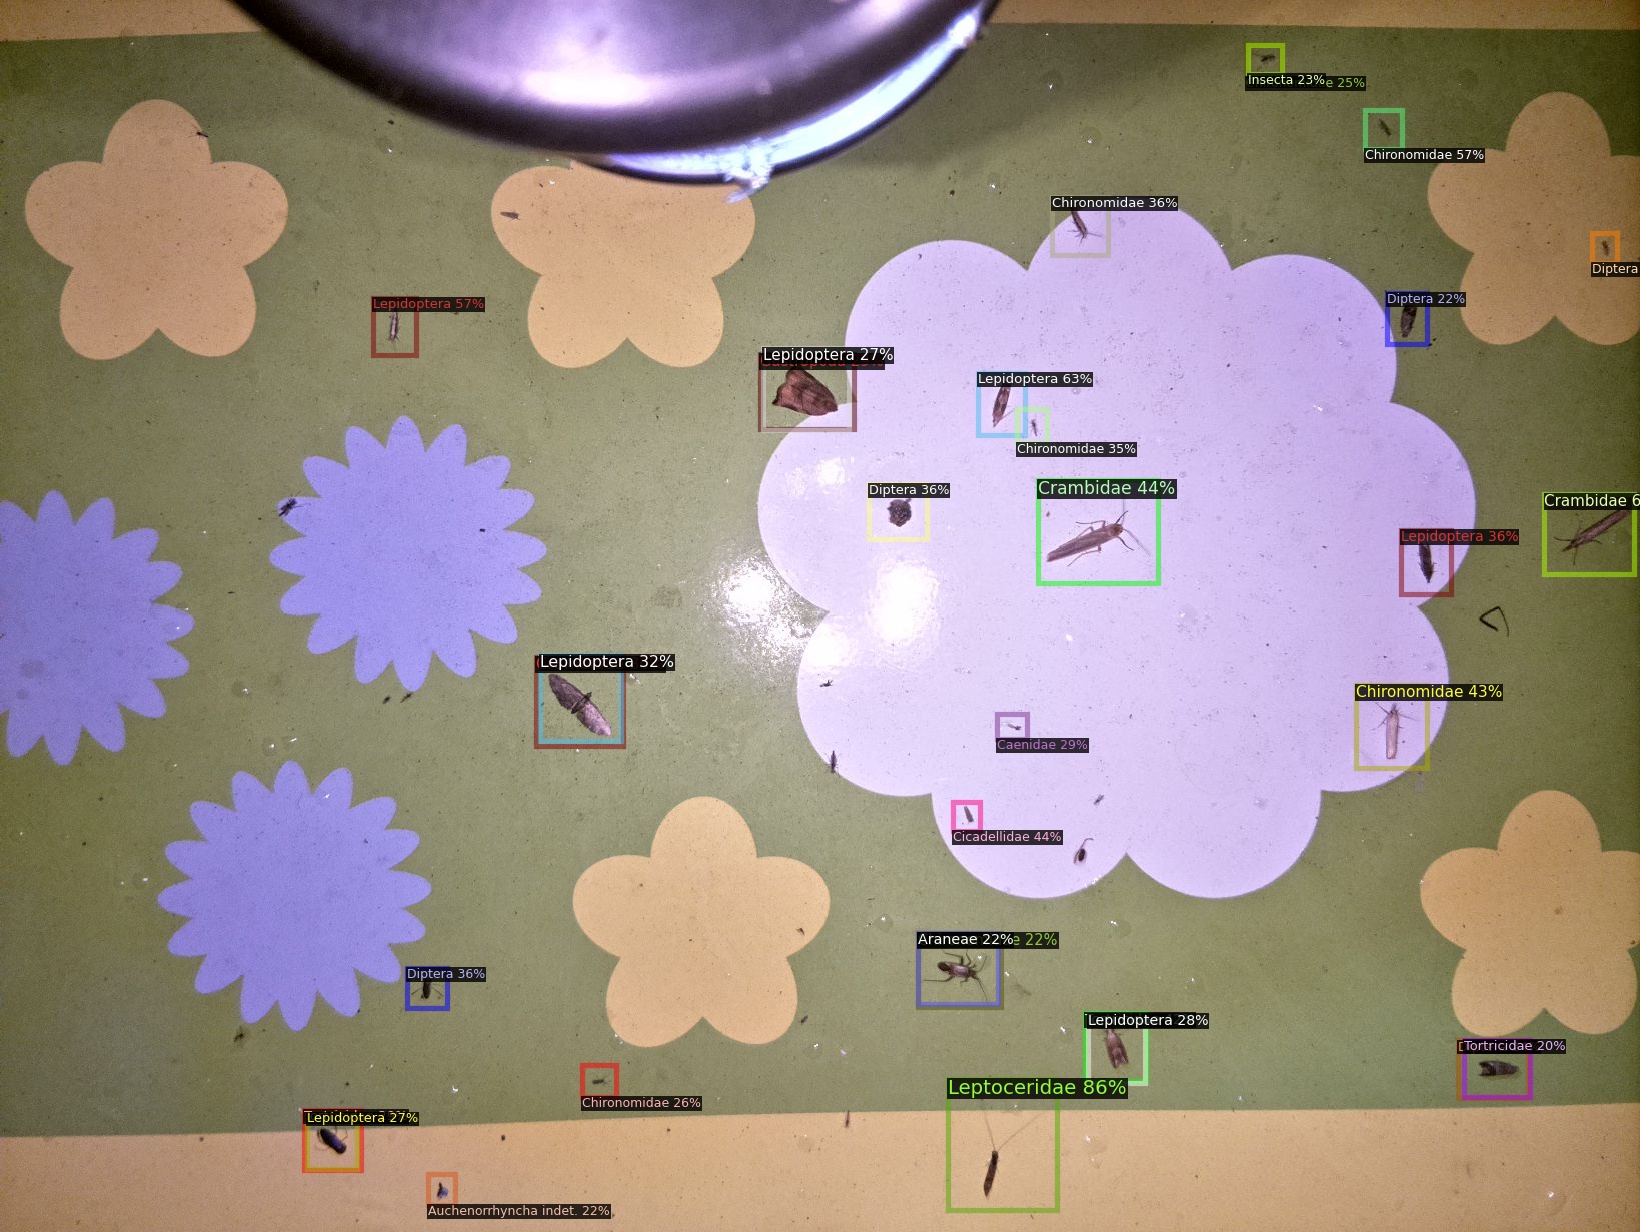 Insecta 23%
e 25%
Chironomidae 57%
Chironomidae 36%
Diptera
Diptera 22%
Lepidoptera 57%
Lepidoptera 27%
Lepidoptera 63%
Chironomidae 35%
Diptera 36%
Crambidae 44%
Crambidae 6
Lepidoptera 36%
Lepidoptera 32%
Chironomidae 43%
Caenidae 29%
Cicadellidae 44%
Araneae 22%
e 22%
Diptera 36%
Lepidoptera 28%
Tortricidae 20%
Leptoceridae 86%
Chironomidae 26%
Lepidoptera 27%
Auchenorrhyncha indet. 22%